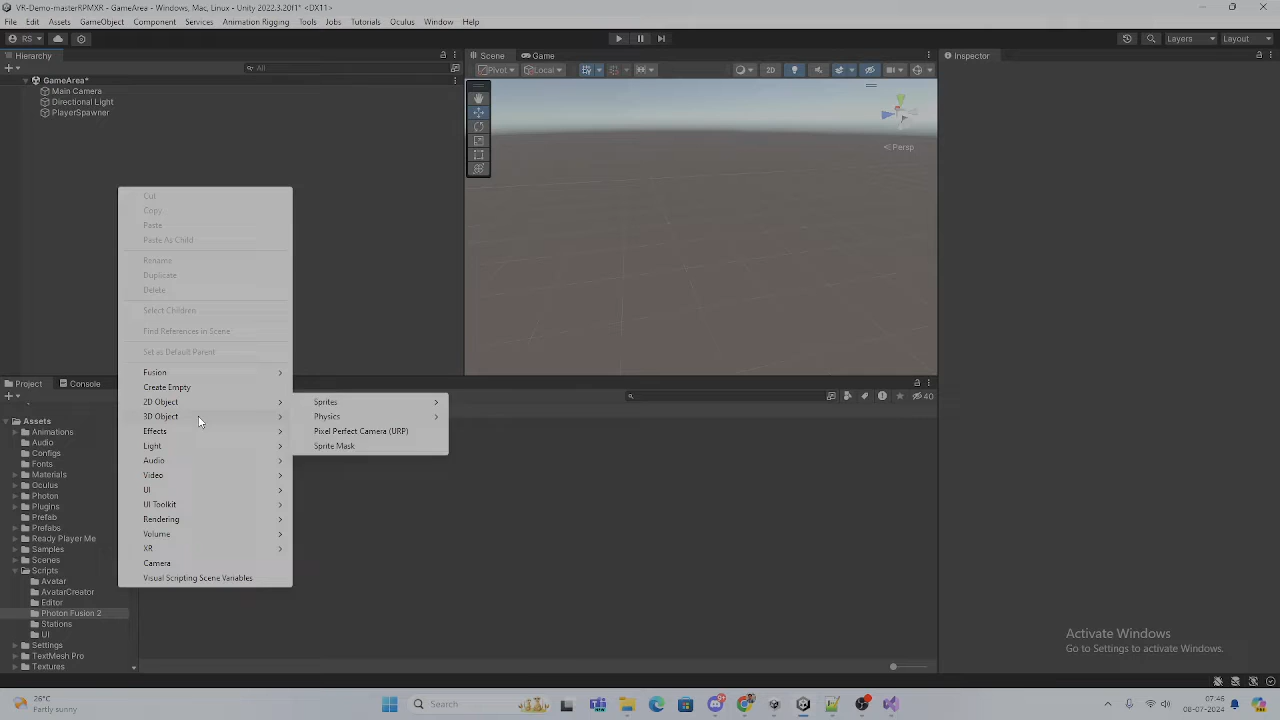 VR-Demo-masterRPMXR - GameArea - Windows, Mac, Linux - Unity 2022.3.20f1* <DX11>
File Edit Assets GameObject Component Services Animation Rigging Tools Jobs Tutorials Oculus Window Help
RS Layers Layout
Hierarchy Scene Game Inspector
All Pivot Local 2D
GameArea*
Main Camera
Directional Light
PlayerSpawner
Persp
Cut
Copy
Paste
Paste As Child
Rename
Duplicate
Delete
Select Children
Find References in Scene
Set as Default Parent
Fusion
Create Empty
2D Object
3D Object
Effects
Light
Audio
Video
UI
UI Toolkit
Rendering
Volume
XR
Camera
Visual Scripting Scene Variables
Sprites
Physics
Pixel Perfect Camera (URP)
Sprite Mask
Project Console
40
Assets
Animations
Audio
Configs
Fonts
Materials
Oculus
Photon
Plugins
Prefab
Prefabs
Ready Player Me
Samples
Scenes
Scripts
Avatar
AvatarCreator
Editor
Photon Fusion 2
Stations
UI
Settings
TextMesh Pro
Textures
Activate Windows
Go to Settings to activate Windows.
26°C
Partly sunny
Search
07:46
08-07-2024